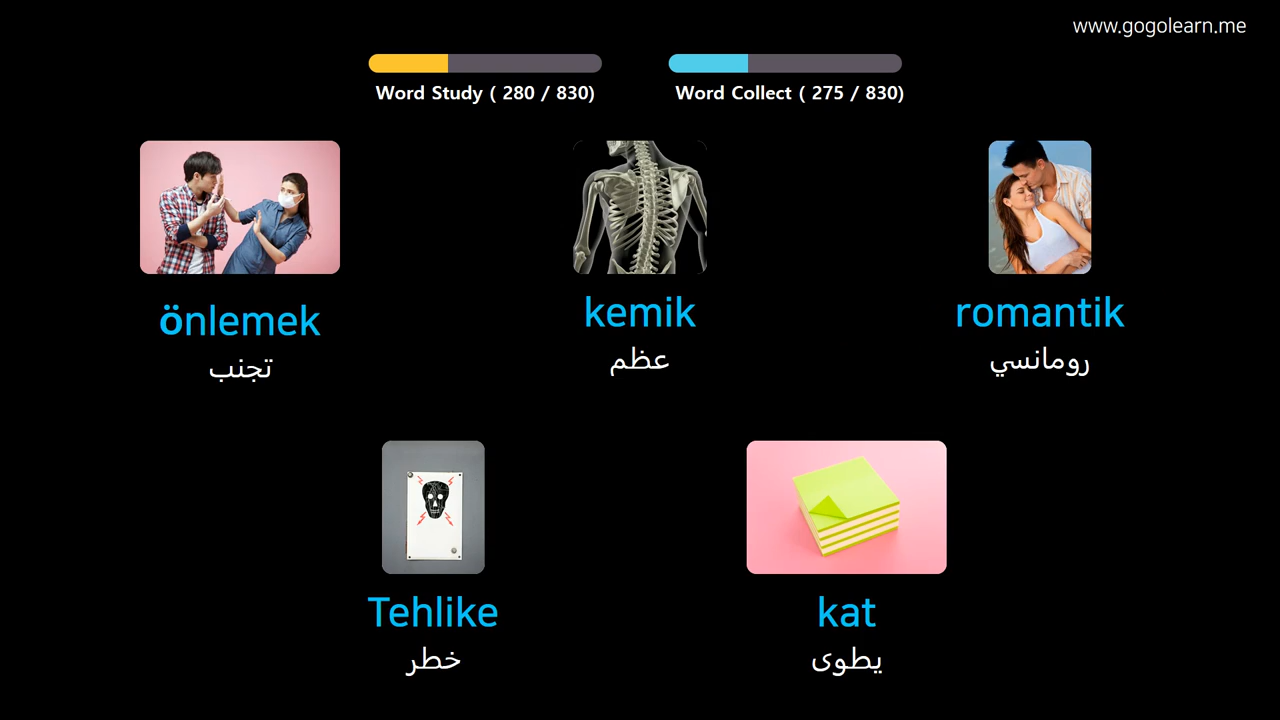 www.gogolearn.me
Word Study ( 280 / 830)
Word Collect ( 275 / 830)
önlemek
تجنب
kemik
عظم
romantik
رومانسي
Tehlike
خطر
kat
يطوى